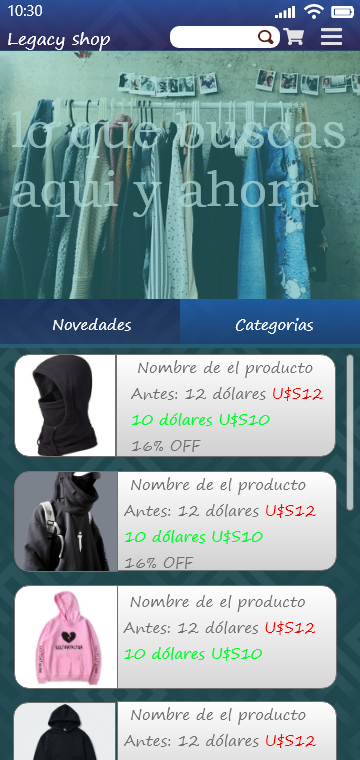 10:30
Legacy shop
lo que buscas
aqui y ahora
Novedades Categorias
Nombre de el producto
Antes: 12 dólares U$S12
10 dólares U$S10
16% OFF
Nombre de el producto
Antes: 12 dólares U$S12
10 dólares U$S10
16% OFF
Nombre de el producto
Antes: 12 dólares U$S12
10 dólares U$S10
Nombre de el producto
Antes: 12 dólares U$S12